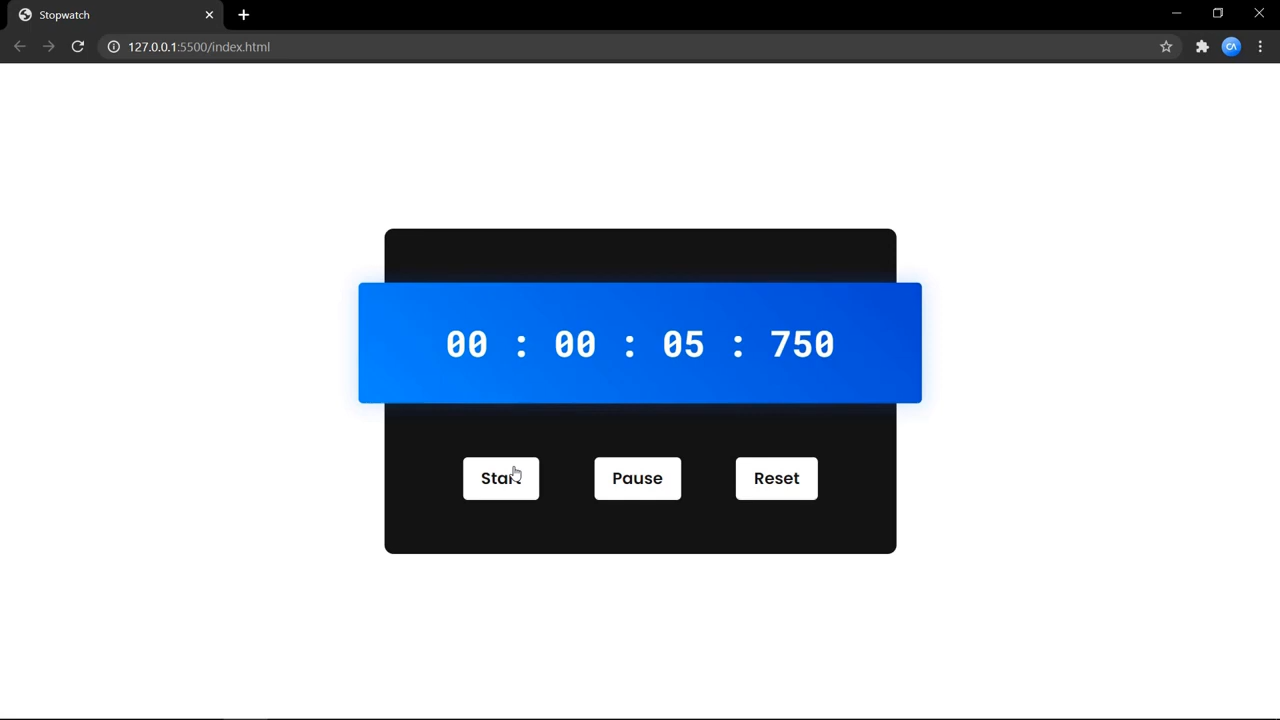 Stopwatch
127.0.0.1:5500/index.html
00 : 00 : 05 : 750
Start Pause Reset